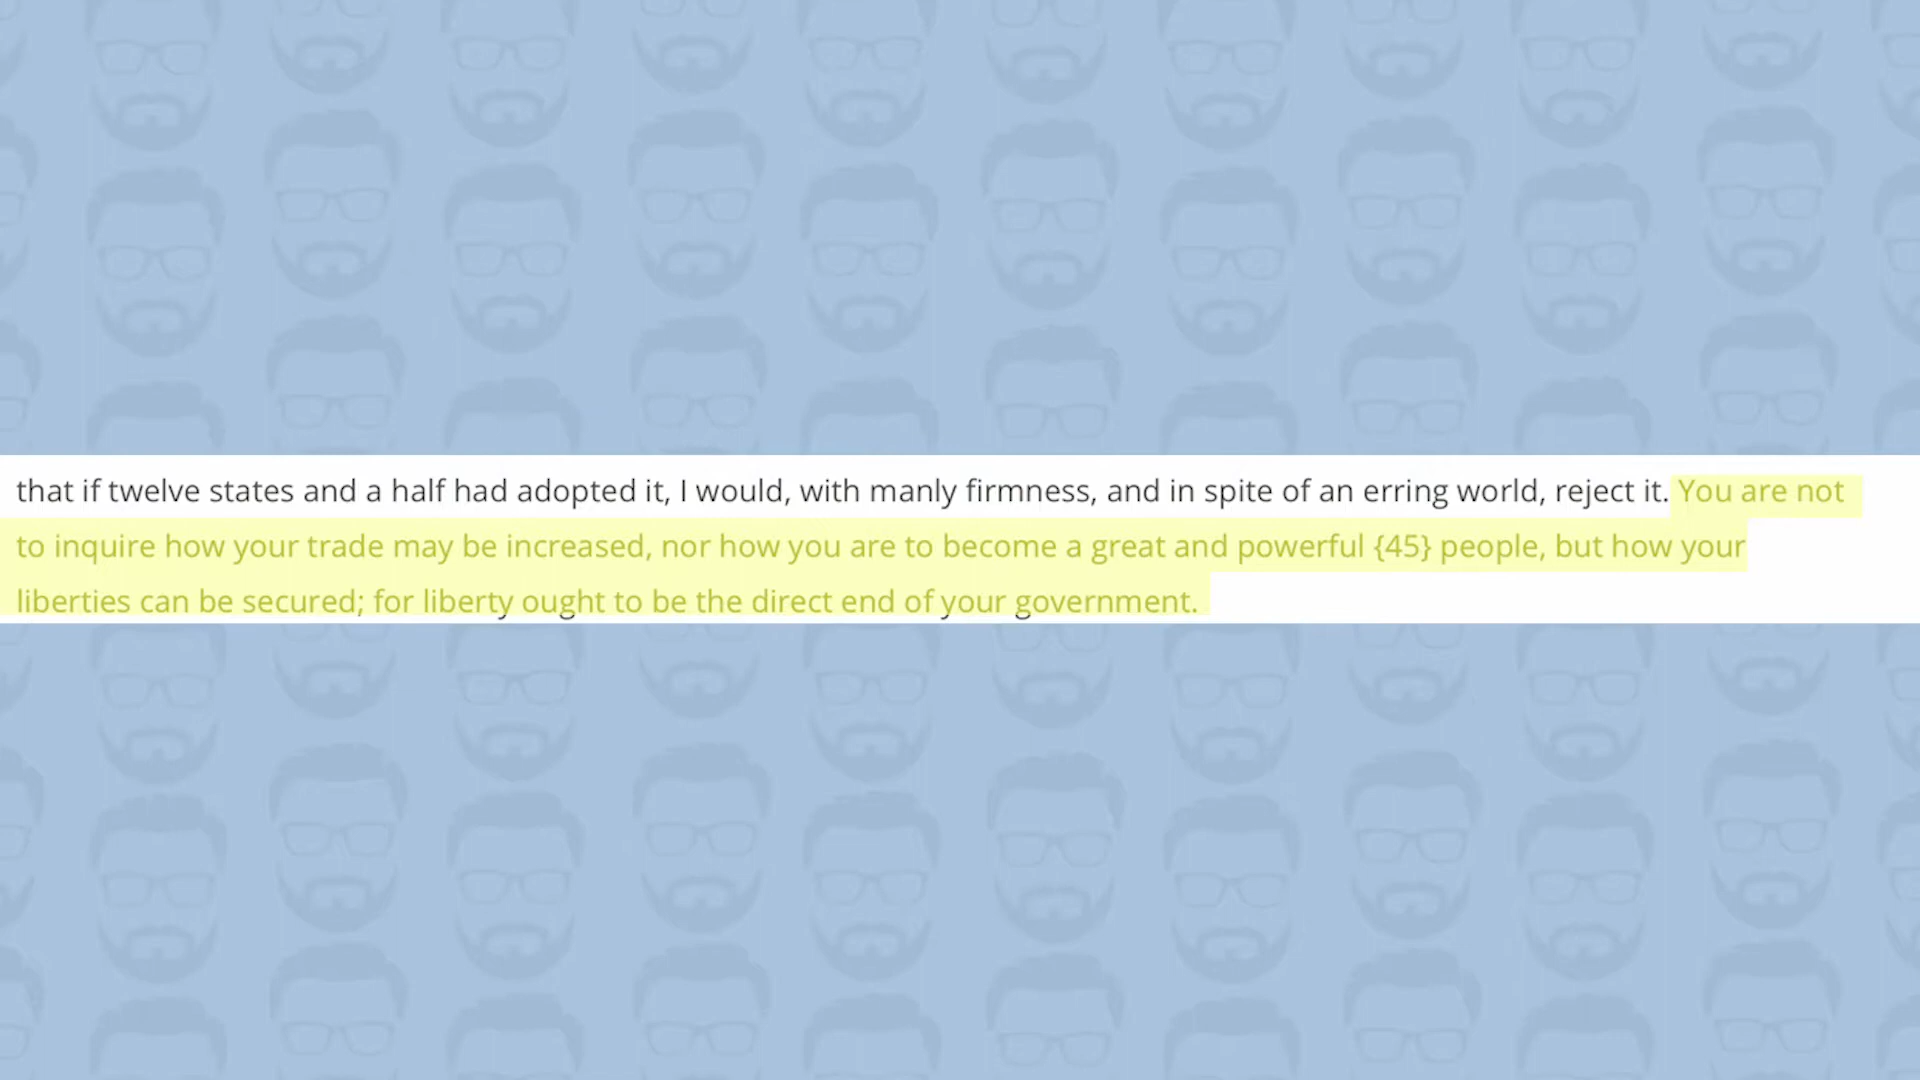 that if twelve states and a half had adopted it, I would, with manly firmness, and in spite of an erring world, reject it. You are not
to inquire how your trade may be increased, nor how you are to become a great and powerful {45} people, but how your
liberties can be secured; for liberty ought to be the direct end of your government.